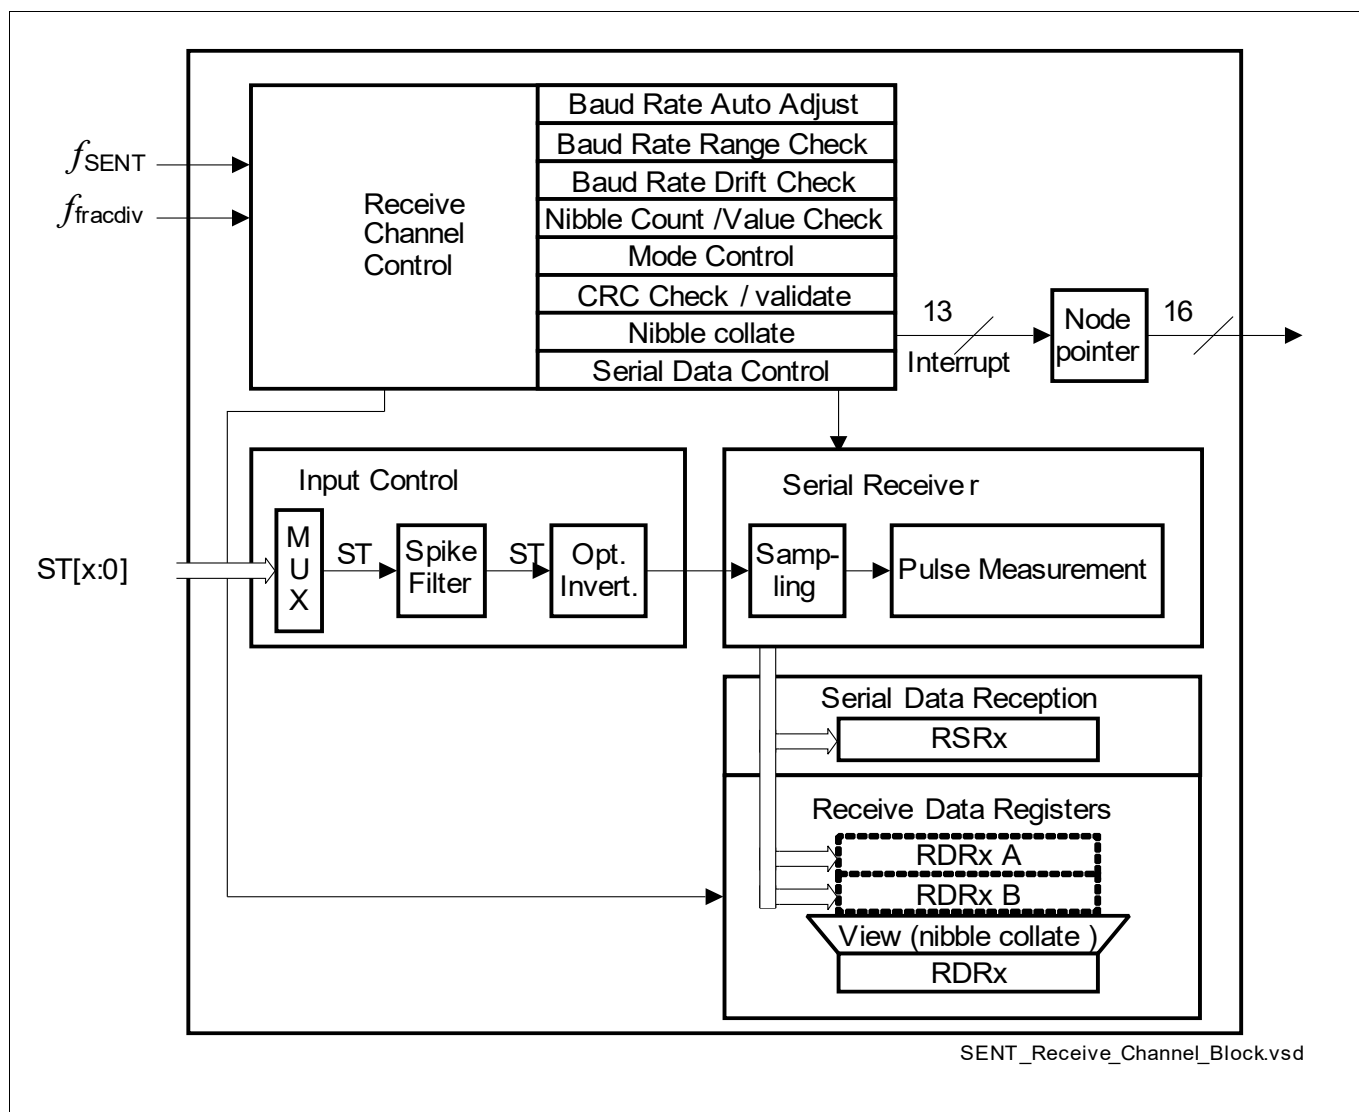 Baud Rate Auto Adjust
Baud Rate Range Check
Baud Rate Drift Check
Nibble Count /Value Check
Mode Control
CRC Check / validate
Nibble collate
Serial Data Control
fSENT
ffracdiv
Receive
Channel
Control
13
Interrupt
Node
pointer
16
Input Control
ST[x:0]
M
U
X
ST
Spike
Filter
ST
Opt.
Invert.
Serial Receiver
Samp-
ling
Pulse Measurement
Serial Data Reception
RSRx
Receive Data Registers
RDRx A
RDRx B
View (nibble collate )
RDRx
SENT_Receive_Channel_Block.vsd